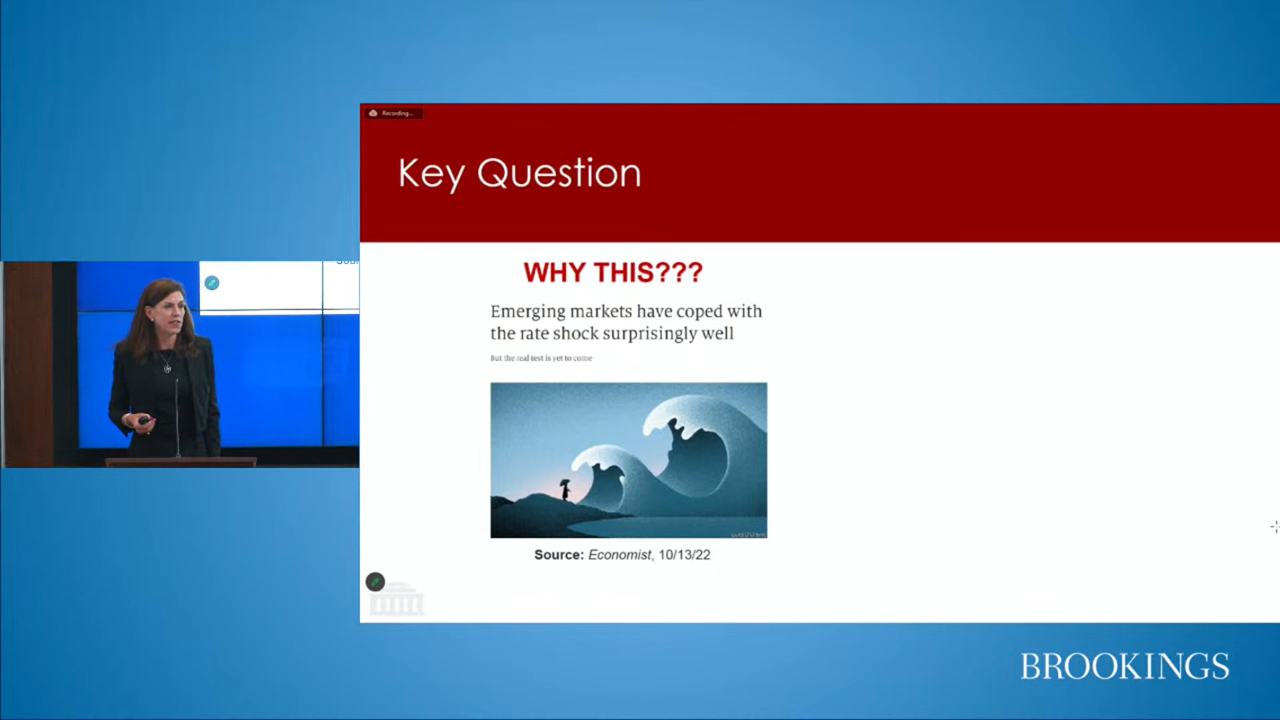 Recording...
Key Question
WHY THIS???
Emerging markets have coped with
the rate shock surprisingly well
But the real test is yet to come
Source: Economist, 10/13/22
BROOKINGS